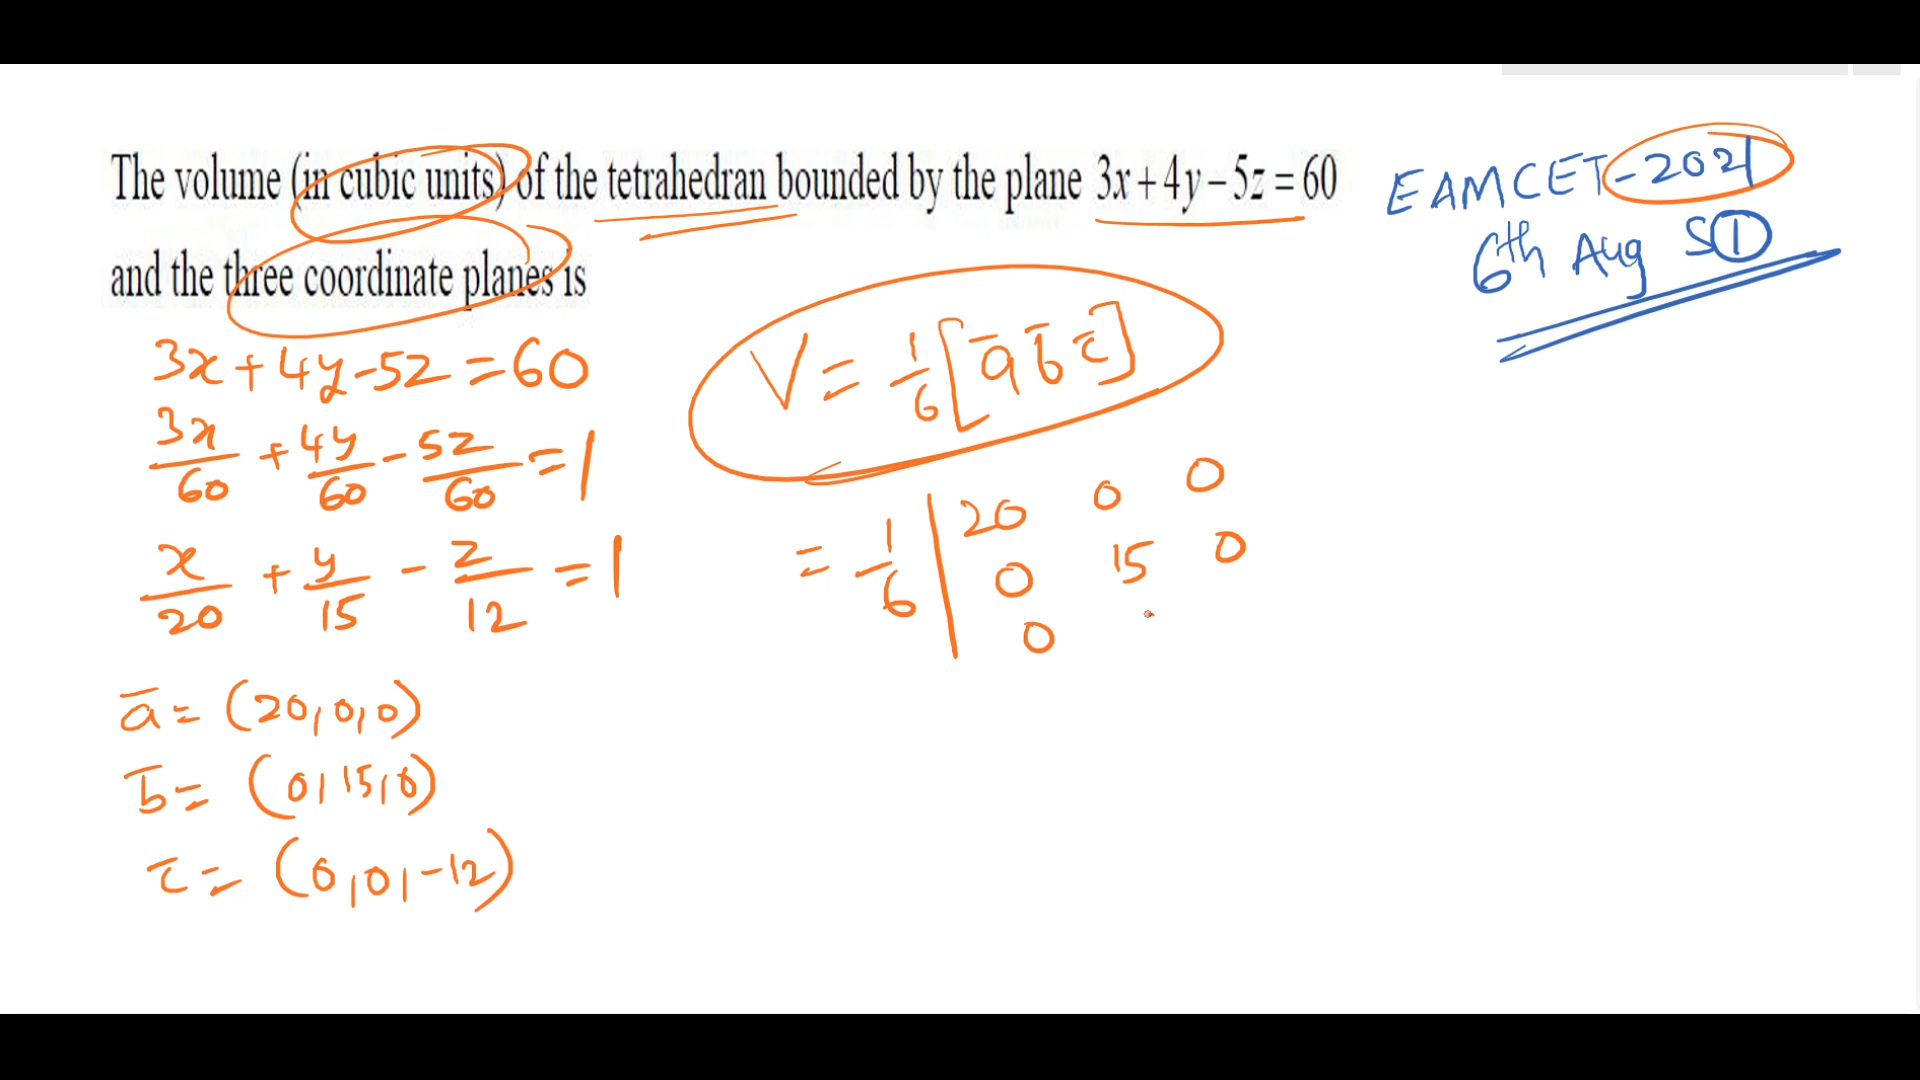 The volume (in cubic units) of the tetrahedran bounded by the plane 3x + 4y − 5z = 60
and the three coordinate planes is
EAMCET - 2021
6th Aug S①
3x + 4y - 5z = 60
3x/60 + 4y/60 - 5z/60 = 1
x/20 + y/15 - z/12 = 1
a̅ = (20, 0, 0)
b̅ = (0, 15, 0)
c̅ = (0, 0, -12)
V = 1/6 [a̅ b̅ c̅]
= 1/6 | 20 0 0
0 15 0
0